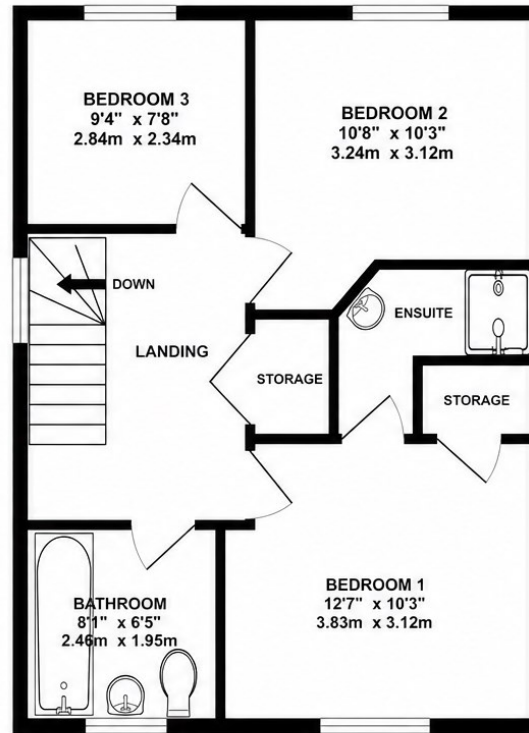 BEDROOM 3
9'4" x 7'8"
2.84m x 2.34m
BEDROOM 2
10'8" x 10'3"
3.24m x 3.12m
DOWN
ENSUITE
LANDING
STORAGE
STORAGE
BEDROOM 1
12'7" x 10'3"
3.83m x 3.12m
BATHROOM
8'1" x 6'5"
2.46m x 1.95m